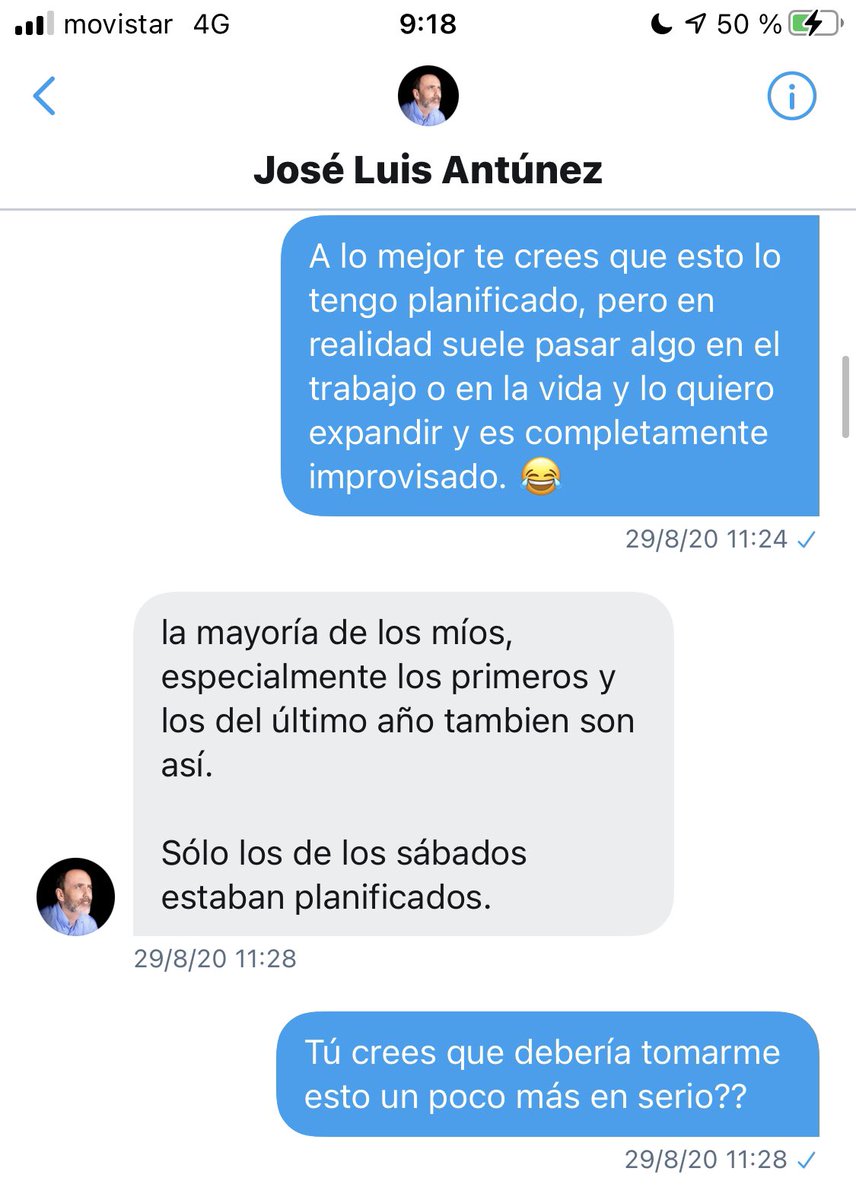 movistar 4G 9:18 50 %
José Luis Antúnez
A lo mejor te crees que esto lo
tengo planificado, pero en
realidad suele pasar algo en el
trabajo o en la vida y lo quiero
expandir y es completamente
improvisado. 😂
29/8/20 11:24 ✓
la mayoría de los míos,
especialmente los primeros y
los del último año tambien son
así.
Sólo los de los sábados
estaban planificados.
29/8/20 11:28
Tú crees que debería tomarme
esto un poco más en serio??
29/8/20 11:28 ✓